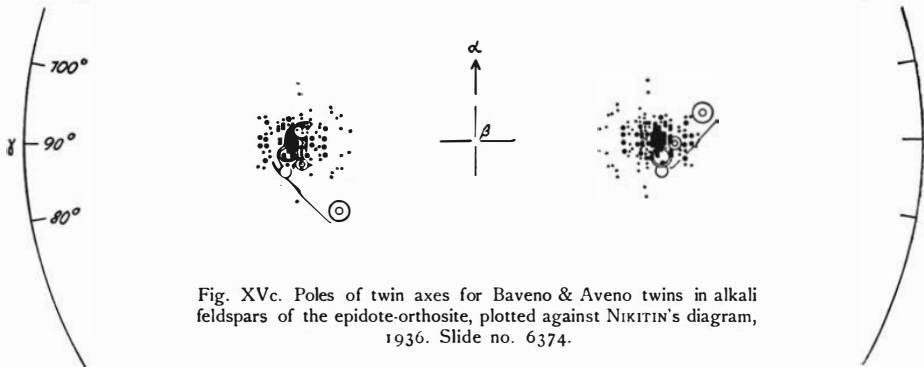 α
100°
γ 90° β
80°
Fig. XVc. Poles of twin axes for Baveno & Aveno twins in alkali
feldspars of the epidote-orthosite, plotted against NIKITIN's diagram,
1936. Slide no. 6374.